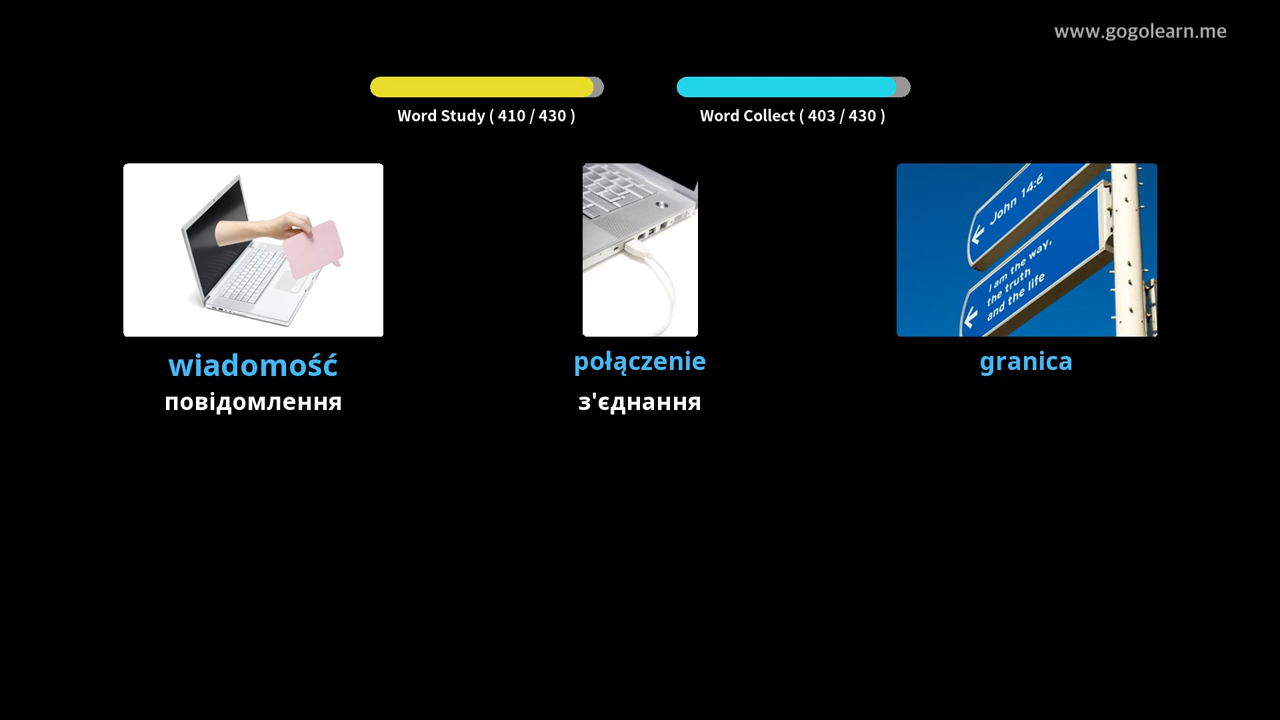 www.gogolearn.me
Word Study ( 410 / 430 )
Word Collect ( 403 / 430 )
John 14:6
I am the way,
the truth
and the life
wiadomość
połączenie
granica
повідомлення
з'єднання